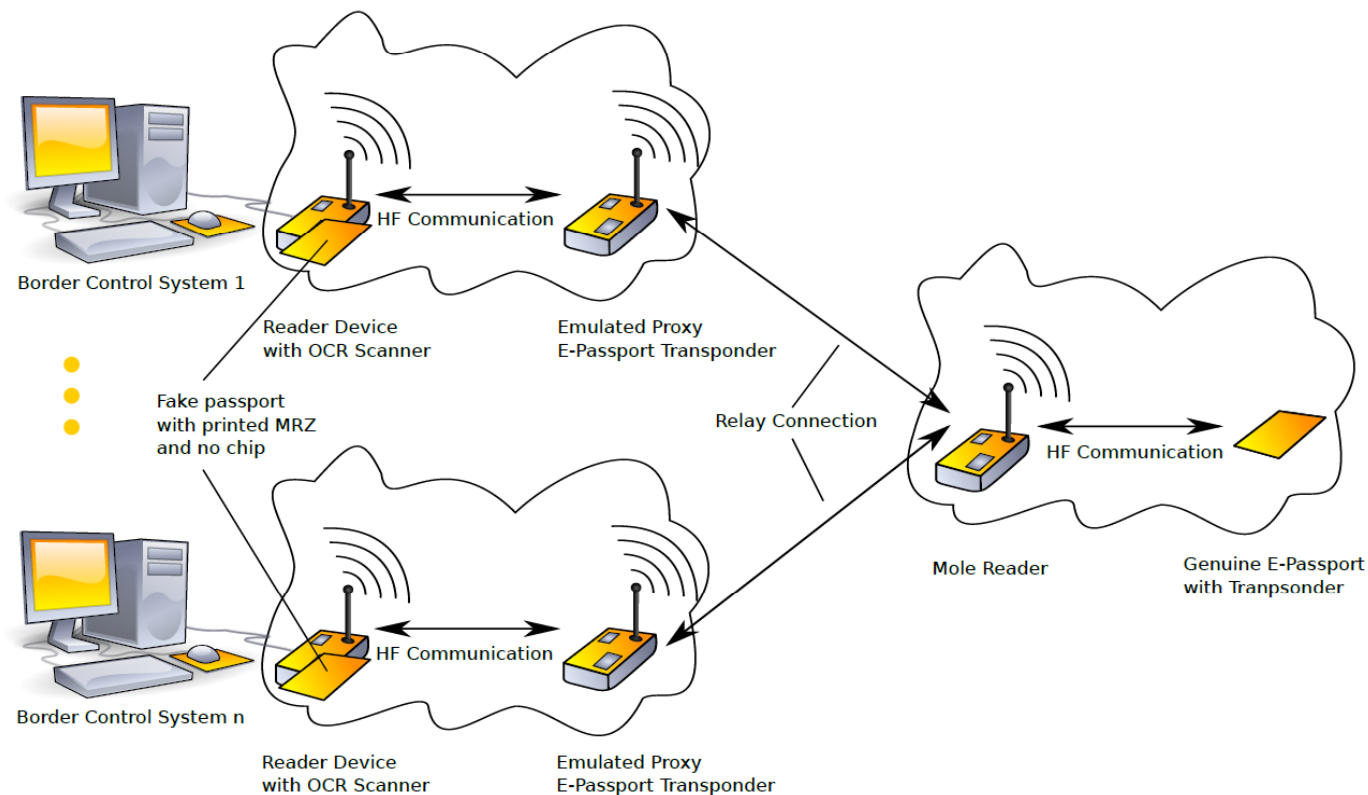 HF Communication
Border Control System 1
Reader Device
with OCR Scanner
Emulated Proxy
E-Passport Transponder
Fake passport
with printed MRZ
and no chip
Relay Connection
HF Communication
Mole Reader
Genuine E-Passport
with Tranpsonder
HF Communication
Border Control System n
Reader Device
with OCR Scanner
Emulated Proxy
E-Passport Transponder